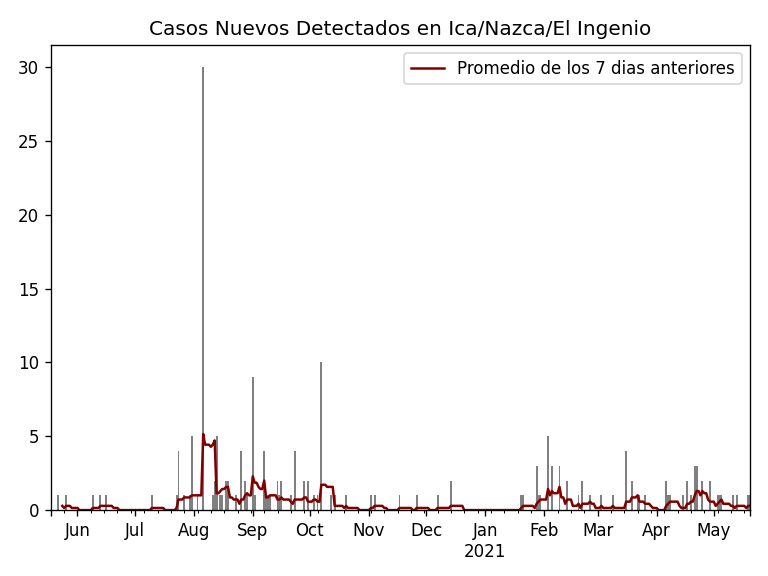 Casos Nuevos Detectados en Ica/Nazca/El Ingenio
Promedio de los 7 dias anteriores
30
25
20
15
10
5
0
Jun Jul Aug Sep Oct Nov Dec Jan Feb Mar Apr May
2021